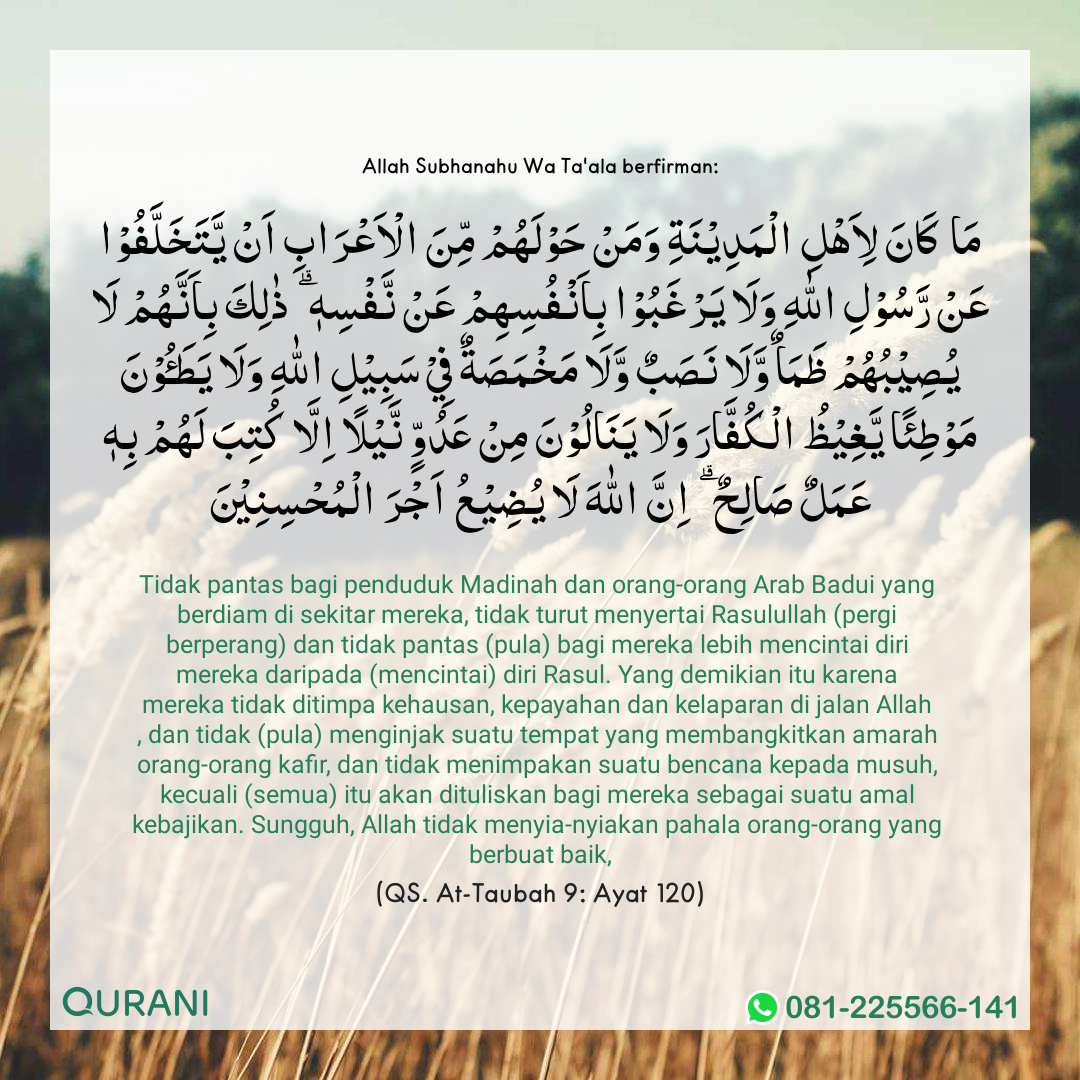 Allah Subhanahu Wa Ta'ala berfirman:
مَا كَانَ لِاَهْلِ الْمَدِيْنَةِ وَمَنْ حَوْلَهُمْ مِّنَ الْاَعْرَابِ اَنْ يَّتَخَلَّفُوْا
عَنْ رَّسُوْلِ اللّٰهِ وَلَا يَرْغَبُوْا بِاَنْفُسِهِمْ عَنْ نَّفْسِهٖ ۗ ذٰلِكَ بِاَنَّهُمْ لَا
يُصِيْبُهُمْ ظَمَاٌ وَّلَا نَصَبٌ وَّلَا مَخْمَصَةٌ فِيْ سَبِيْلِ اللّٰهِ وَلَا يَطَـُٔوْنَ
مَوْطِئًا يَّغِيْظُ الْكُفَّارَ وَلَا يَنَالُوْنَ مِنْ عَدُوٍّ نَّيْلًا اِلَّا كُتِبَ لَهُمْ بِهٖ
عَمَلٌ صَالِحٌ ۗ اِنَّ اللّٰهَ لَا يُضِيْعُ اَجْرَ الْمُحْسِنِيْنَ
Tidak pantas bagi penduduk Madinah dan orang-orang Arab Badui yang
berdiam di sekitar mereka, tidak turut menyertai Rasulullah (pergi
berperang) dan tidak pantas (pula) bagi mereka lebih mencintai diri
mereka daripada (mencintai) diri Rasul. Yang demikian itu karena
mereka tidak ditimpa kehausan, kepayahan dan kelaparan di jalan Allah
, dan tidak (pula) menginjak suatu tempat yang membangkitkan amarah
orang-orang kafir, dan tidak menimpakan suatu bencana kepada musuh,
kecuali (semua) itu akan dituliskan bagi mereka sebagai suatu amal
kebajikan. Sungguh, Allah tidak menyia-nyiakan pahala orang-orang yang
berbuat baik,
(QS. At-Taubah 9: Ayat 120)
QURANI
081-225566-141